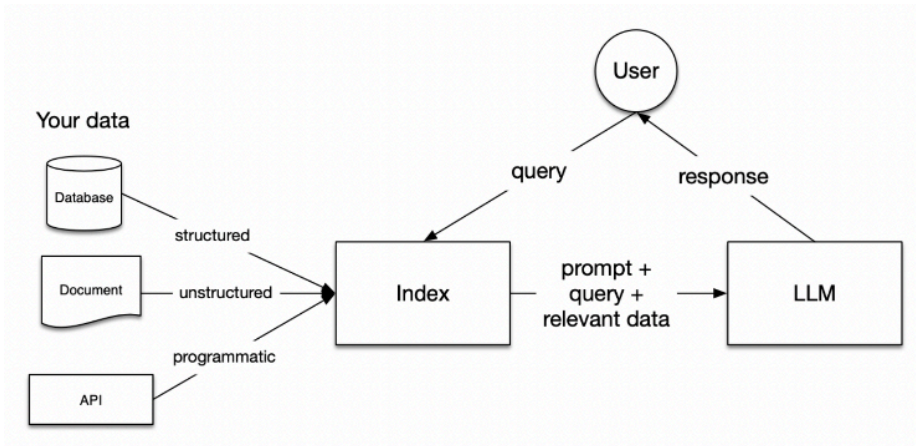 User
Your data
query
response
Database
structured
Document
unstructured
Index
prompt +
query +
relevant data
LLM
programmatic
API